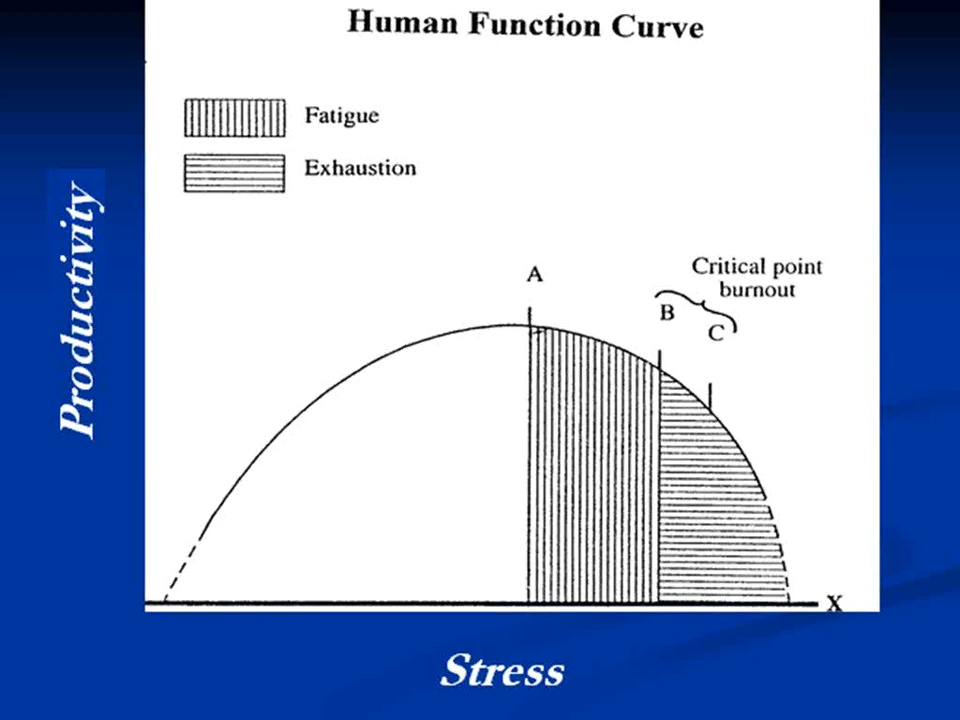 Human Function Curve
Fatigue
Exhaustion
Productivity
A
Critical point
burnout
B
C
X
Stress